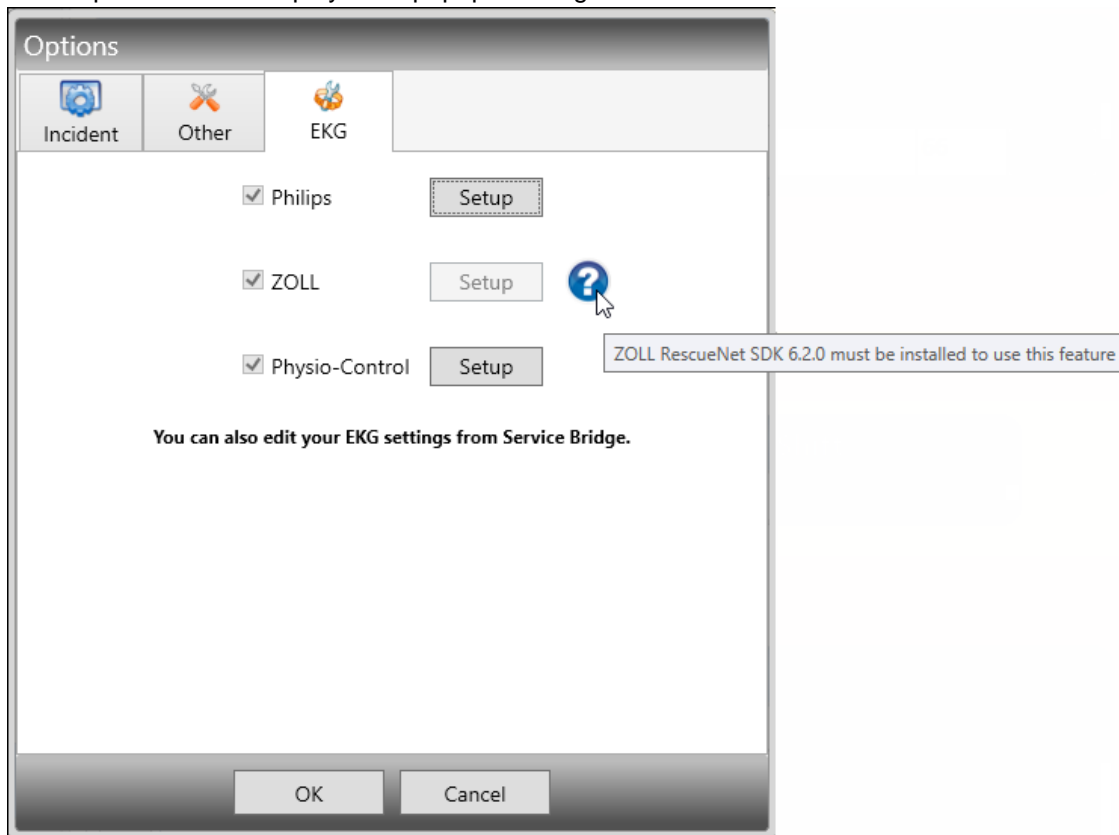 Options
Incident
Other
EKG
Philips
Setup
ZOLL
Setup
?
ZOLL RescueNet SDK 6.2.0 must be installed to use this feature
Physio-Control
Setup
You can also edit your EKG settings from Service Bridge.
OK
Cancel